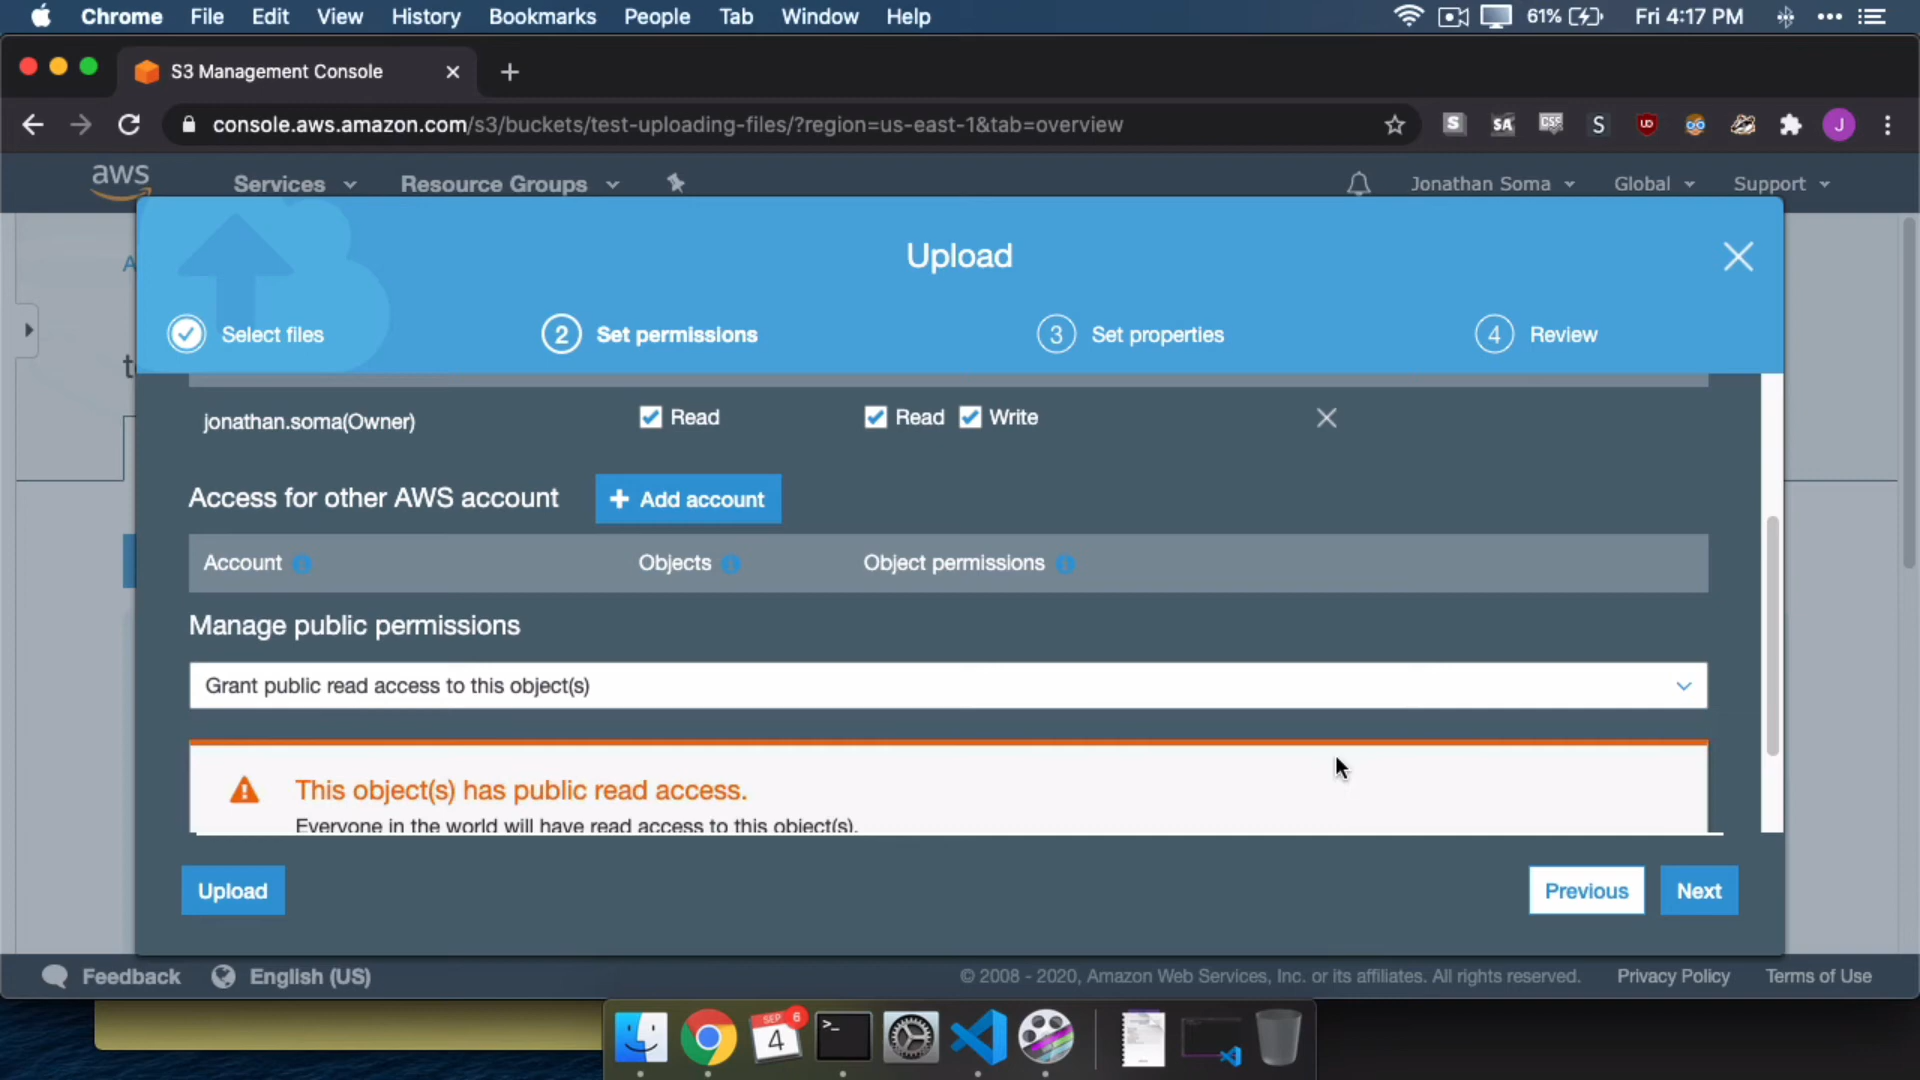 Chrome File Edit View History Bookmarks People Tab Window Help 61% Fri 4:17 PM
S3 Management Console
console.aws.amazon.com/s3/buckets/test-uploading-files/?region=us-east-1&tab=overview
aws Services Resource Groups Jonathan Soma Global Support
Upload
Select files 2 Set permissions 3 Set properties 4 Review
jonathan.soma(Owner) Read Read Write
Access for other AWS account + Add account
Account Objects Object permissions
Manage public permissions
Grant public read access to this object(s)
This object(s) has public read access.
Everyone in the world will have read access to this object(s).
Upload Previous Next
Feedback English (US) © 2008 - 2020, Amazon Web Services, Inc. or its affiliates. All rights reserved. Privacy Policy Terms of Use
SEP 4 6